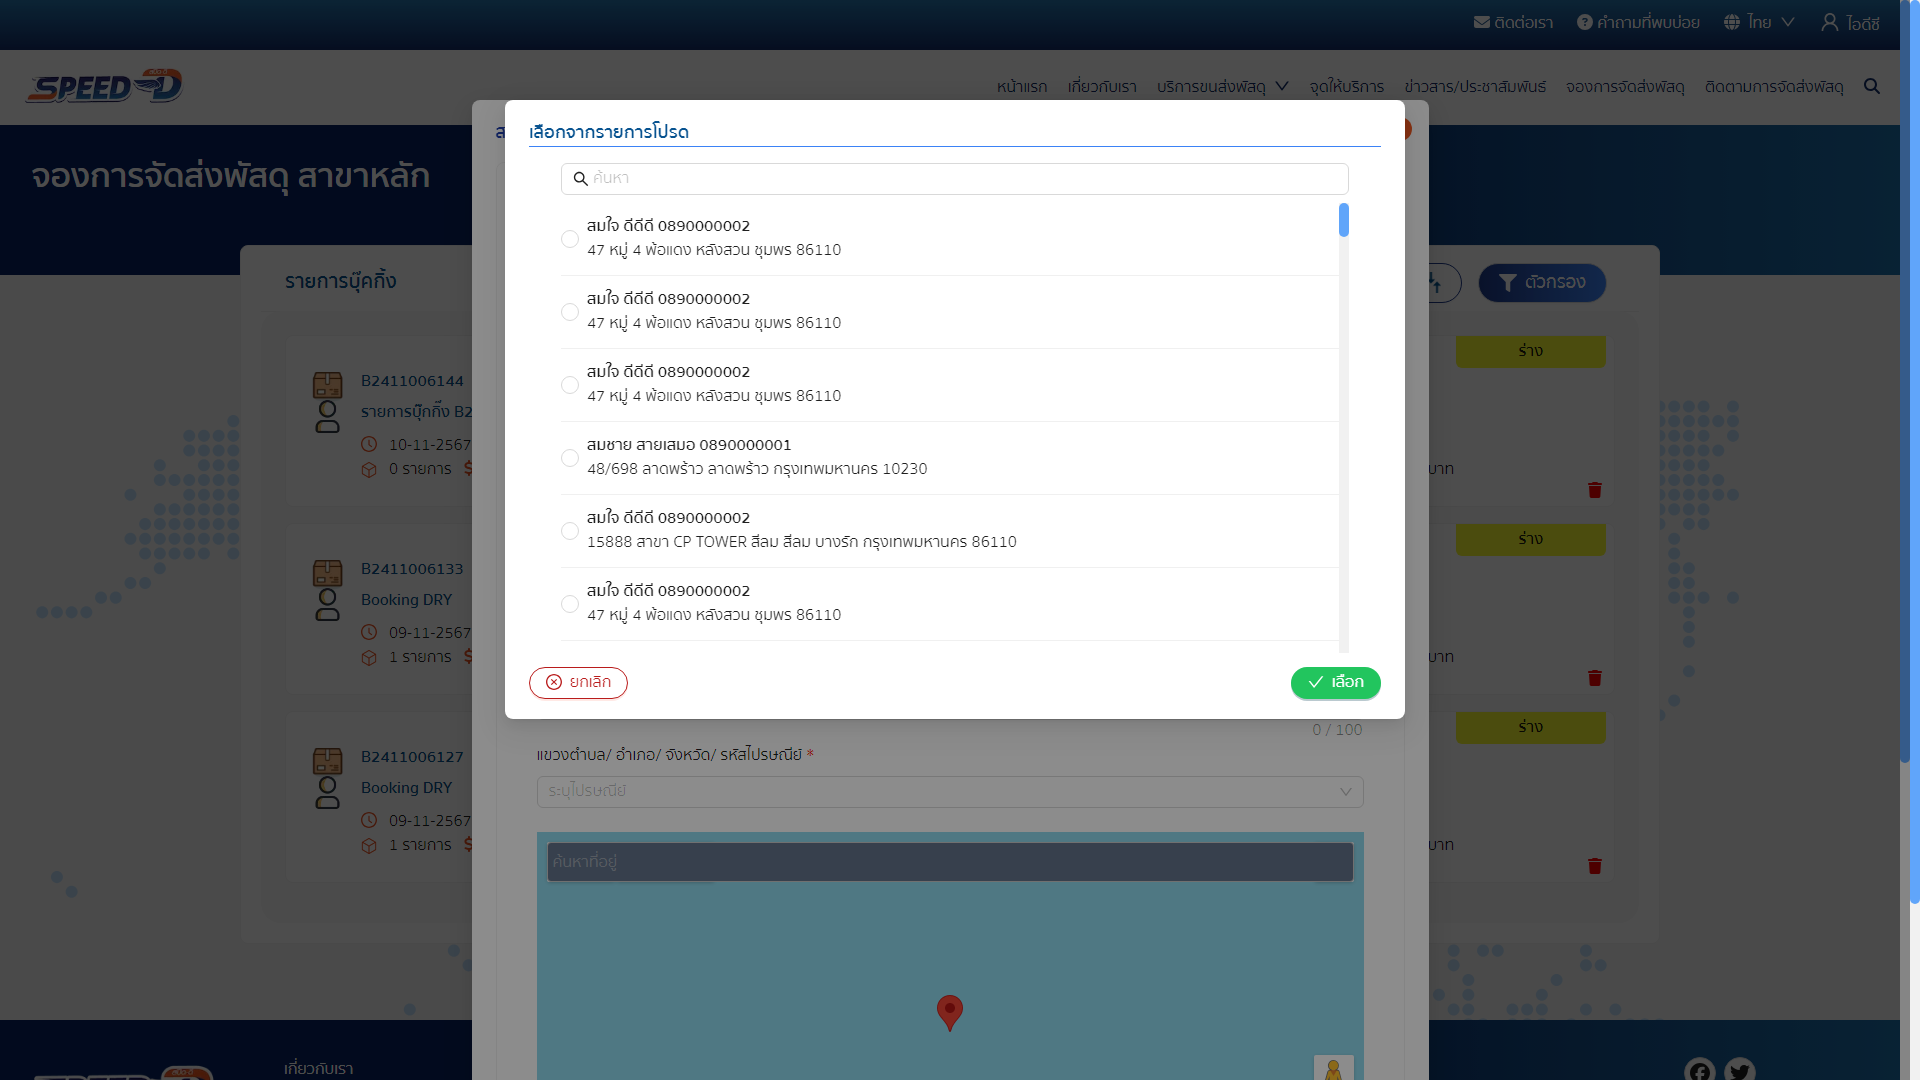 ติดต่อเรา
คำถามที่พบบ่อย
ไทย
ไอดีซี
SPEED D
หน้าแรก
เกี่ยวกับเรา
บริการขนส่งพัสดุ
จุดให้บริการ
ข่าวสาร/ประชาสัมพันธ์
จองการจัดส่งพัสดุ
ติดตามการจัดส่งพัสดุ
จองการจัดส่งพัสดุ สาขาหลัก
รายการบุ๊คกิ้ง
ตัวกรอง
เลือกจากรายการโปรด
ค้นหา
สมใจ ดีดีดี 0890000002
47 หมู่ 4 พ้อแดง หลังสวน ชุมพร 86110
สมใจ ดีดีดี 0890000002
47 หมู่ 4 พ้อแดง หลังสวน ชุมพร 86110
สมใจ ดีดีดี 0890000002
47 หมู่ 4 พ้อแดง หลังสวน ชุมพร 86110
สมชาย สายเสมอ 0890000001
48/698 ลาดพร้าว ลาดพร้าว กรุงเทพมหานคร 10230
สมใจ ดีดีดี 0890000002
15888 สาขา CP TOWER สีลม สีลม บางรัก กรุงเทพมหานคร 86110
สมใจ ดีดีดี 0890000002
47 หมู่ 4 พ้อแดง หลังสวน ชุมพร 86110
ยกเลิก
เลือก
B2411006144
รายการบุ๊กกิ้ง B2
10-11-2567
0 รายการ
ร่าง
บาท
B2411006133
Booking DRY
09-11-2567
1 รายการ
ร่าง
บาท
B2411006127
Booking DRY
09-11-2567
1 รายการ
ร่าง
บาท
0 / 100
แขวงตำบล/ อำเภอ/ จังหวัด/ รหัสไปรษณีย์ *
ระบุไปรษณีย์
ค้นหาที่อยู่
เกี่ยวกับเรา